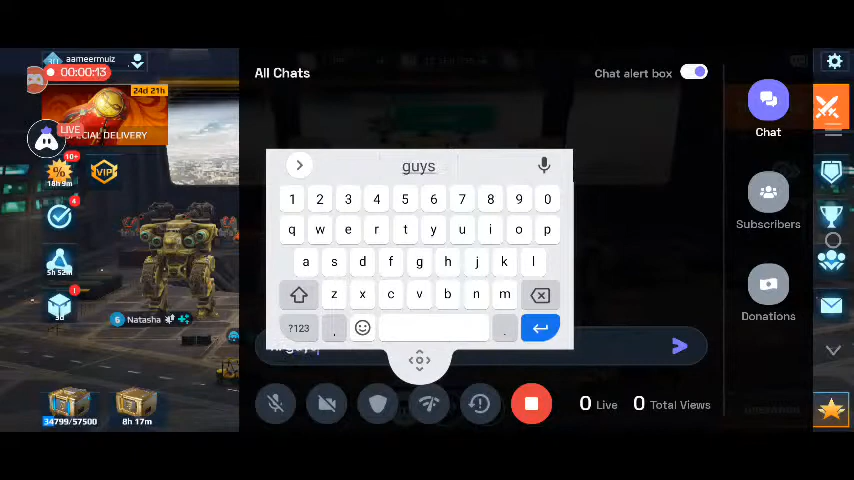 aameermuiz
00:00:13
24d 21h
LIVE
SPECIAL DELIVERY
10+
18h 9m
VIP
4
5h 52m
1
3d
6 Natasha
34799/57500
8h 17m
All Chats
Chat alert box
guys
1 2 3 4 5 6 7 8 9 0
q w e r t y u i o p
a s d f g h j k l
z x c v b n m
?123 , .
0 Live 0 Total Views
Chat
Subscribers
Donations